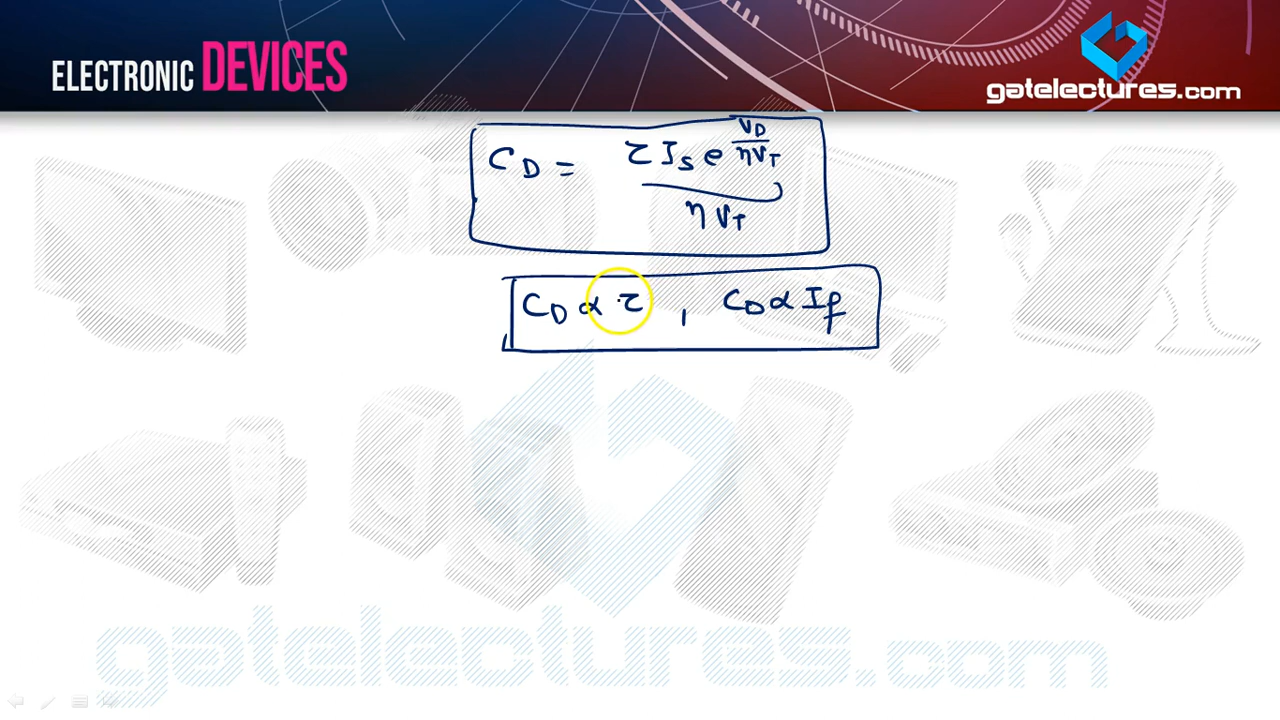 ELECTRONIC DEVICES
gatelectures.com
C_D = τ I_s e^(V_D/ηV_T) / ηV_T
C_D ∝ τ , C_D ∝ I_f
gatelectures.com